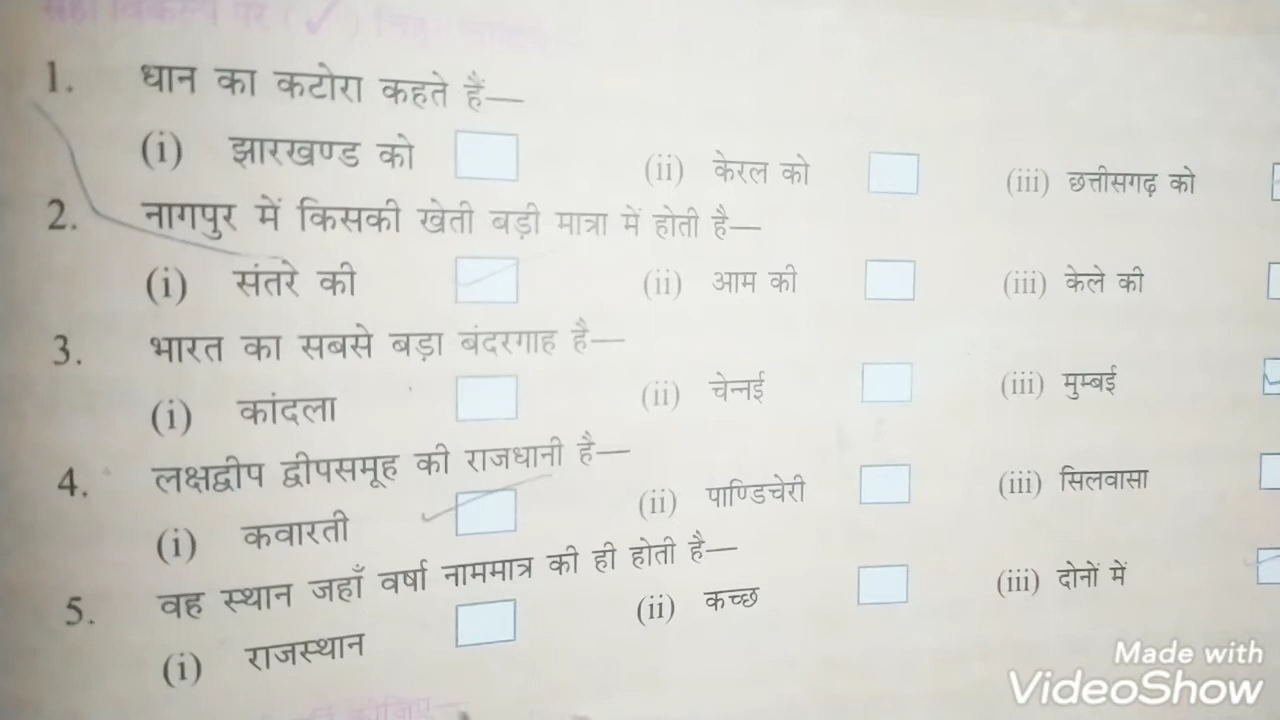 1. धान का कटोरा कहते हैं—
(i) झारखण्ड को (ii) केरल को (iii) छत्तीसगढ़ को
2. नागपुर में किसकी खेती बड़ी मात्रा में होती है—
(i) संतरे की (ii) आम की (iii) केले की
3. भारत का सबसे बड़ा बंदरगाह है—
(i) कांदला (ii) चेन्नई (iii) मुम्बई
4. लक्षद्वीप द्वीपसमूह की राजधानी है—
(i) कवारती (ii) पाण्डिचेरी (iii) सिलवासा
5. वह स्थान जहाँ वर्षा नाममात्र की ही होती है—
(i) राजस्थान (ii) कच्छ (iii) दोनों में
Made with
VideoShow